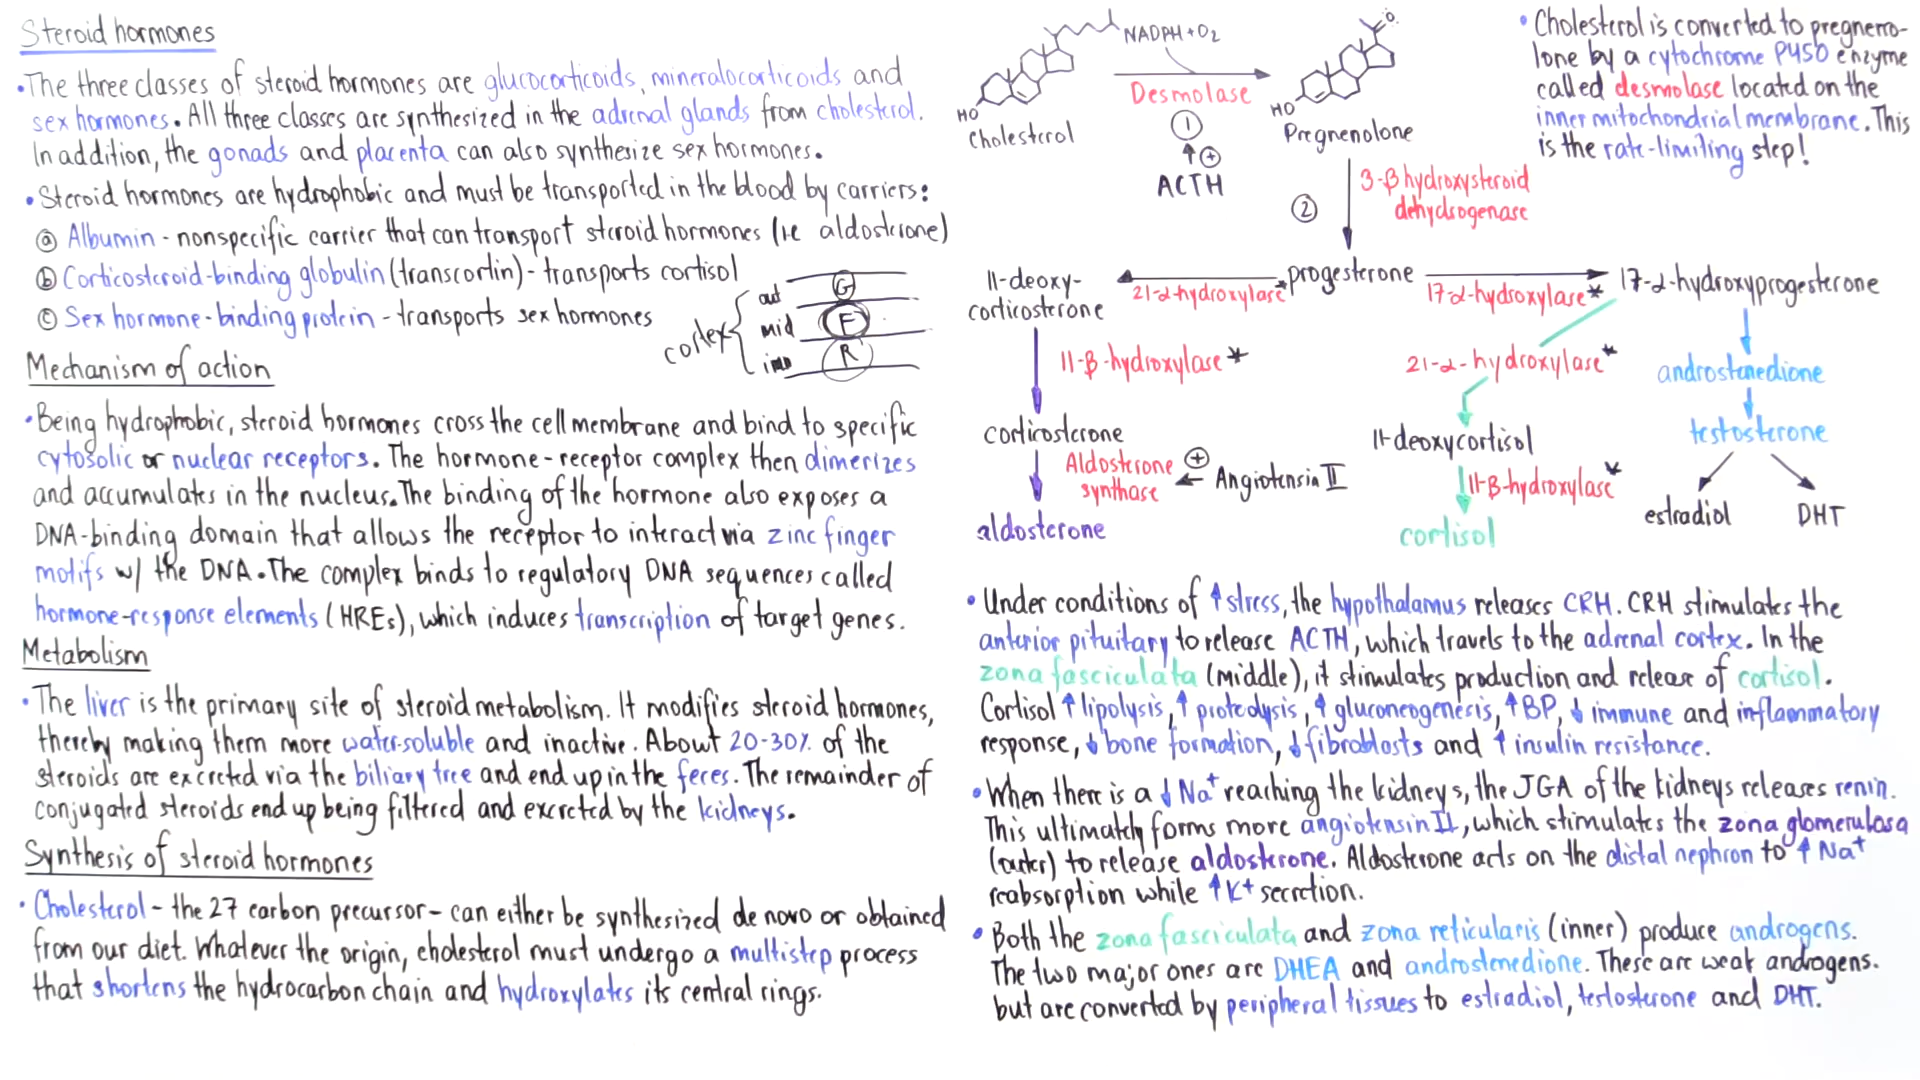 Steroid hormones
• The three classes of steroid hormones are glucocorticoids, mineralocorticoids and
sex hormones. All three classes are synthesized in the adrenal glands from cholesterol.
In addition, the gonads and placenta can also synthesize sex hormones.
• Steroid hormones are hydrophobic and must be transported in the blood by carriers:
ⓐ Albumin - nonspecific carrier that can transport steroid hormones (i.e aldosterone)
ⓑ Corticosteroid-binding globulin (transcortin) - transports cortisol
ⓒ Sex hormone-binding protein - transports sex hormones
cortex
out G
mid F
inn R
Mechanism of action
• Being hydrophobic, steroid hormones cross the cell membrane and bind to specific
cytosolic or nuclear receptors. The hormone-receptor complex then dimerizes
and accumulates in the nucleus. The binding of the hormone also exposes a
DNA-binding domain that allows the receptor to interact via zinc finger
motifs w/ the DNA. The complex binds to regulatory DNA sequences called
hormone-response elements (HREs), which induces transcription of target genes.
Metabolism
• The liver is the primary site of steroid metabolism. It modifies steroid hormones,
thereby making them more water-soluble and inactive. About 20-30% of the
steroids are excreted via the biliary tree and end up in the feces. The remainder of
conjugated steroids end up being filtered and excreted by the kidneys.
Synthesis of steroid hormones
• Cholesterol - the 27 carbon precursor - can either be synthesized de novo or obtained
from our diet. Whatever the origin, cholesterol must undergo a multistep process
that shortens the hydrocarbon chain and hydroxylates its central rings.
HO
Cholesterol
NADPH + O2
Desmolase
①
⊕
ACTH
O
HO
Pregnenolone
• Cholesterol is converted to pregneno-
lone by a cytochrome P450 enzyme
called desmolase located on the
inner mitochondrial membrane. This
is the rate-limiting step!
②
3-β hydroxysteroid
dehydrogenase
11-deoxy-
corticosterone
21-α-hydroxylase*
progesterone
17-α-hydroxylase*
17-α-hydroxyprogesterone
11-β-hydroxylase*
21-α-hydroxylase*
androstenedione
corticosterone
11-deoxycortisol
testosterone
Aldosterone
synthase
⊕
Angiotensin II
11-β-hydroxylase*
aldosterone
cortisol
estradiol
DHT
• Under conditions of ↑ stress, the hypothalamus releases CRH. CRH stimulates the
anterior pituitary to release ACTH, which travels to the adrenal cortex. In the
zona fasciculata (middle), it stimulates production and release of cortisol.
Cortisol ↑ lipolysis, ↑ proteolysis, ↑ gluconeogenesis, ↑ BP, ↓ immune and inflammatory
response, ↓ bone formation, ↓ fibroblasts and ↑ insulin resistance.
• When there is a ↓ Na+ reaching the kidneys, the JGA of the kidneys releases renin.
This ultimately forms more angiotensin II, which stimulates the zona glomerulosa
(outer) to release aldosterone. Aldosterone acts on the distal nephron to ↑ Na+
reabsorption while ↑ K+ secretion.
• Both the zona fasciculata and zona reticularis (inner) produce androgens.
The two major ones are DHEA and androstenedione. These are weak androgens.
but are converted by peripheral tissues to estradiol, testosterone and DHT.